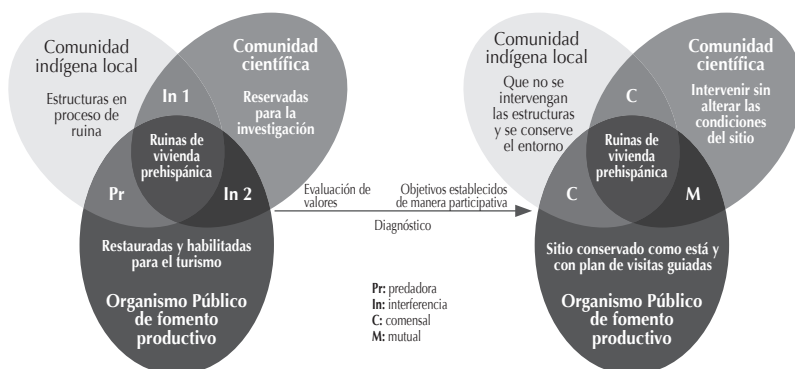 Comunidad
indígena local
Estructuras en
proceso de
ruina
Comunidad
científica
Reservadas
para la
investigación
In 1
Ruinas de
vivienda
prehispánica
Pr
In 2
Restauradas y habilitadas
para el turismo
Organismo Público
de fomento
productivo
Evaluación de
valores
Objetivos establecidos
de manera participativa
Diagnóstico
Pr: predadora
In: interferencia
C: comensal
M: mutual
Comunidad
indígena local
Que no se
intervengan
las estructuras
y se conserve
el entorno
Comunidad
científica
Intervenir sin
alterar las
condiciones
del sitio
C
Ruinas de
vivienda
prehispánica
C
M
Sitio conservado como está y
con plan de visitas guiadas
Organismo Público
de fomento
productivo